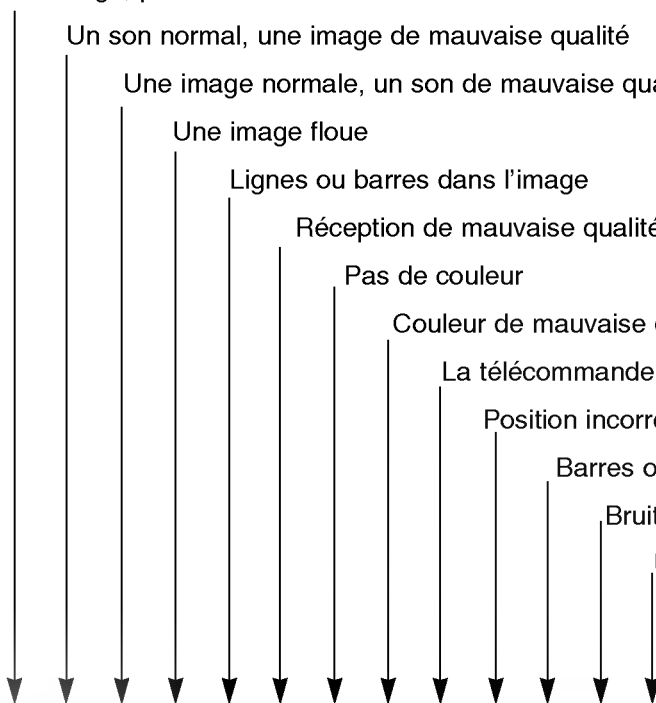 Un son normal, une image de mauvaise qualité
Une image normale, un son de mauvaise
Une image floue
Lignes ou barres dans l'image
Réception de mauvaise qualité
Pas de couleur
Couleur de mauvaise
La télécommande
Position
Barres
Bruit